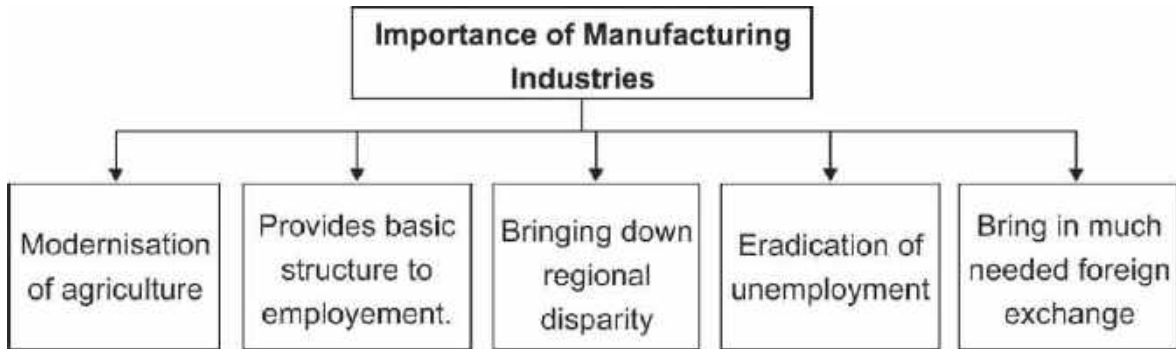 Importance of Manufacturing
Industries
Modernisation
of agriculture
Provides basic
structure to
employement.
Bringing down
regional
disparity
Eradication of
unemployment
Bring in much
needed foreign
exchange